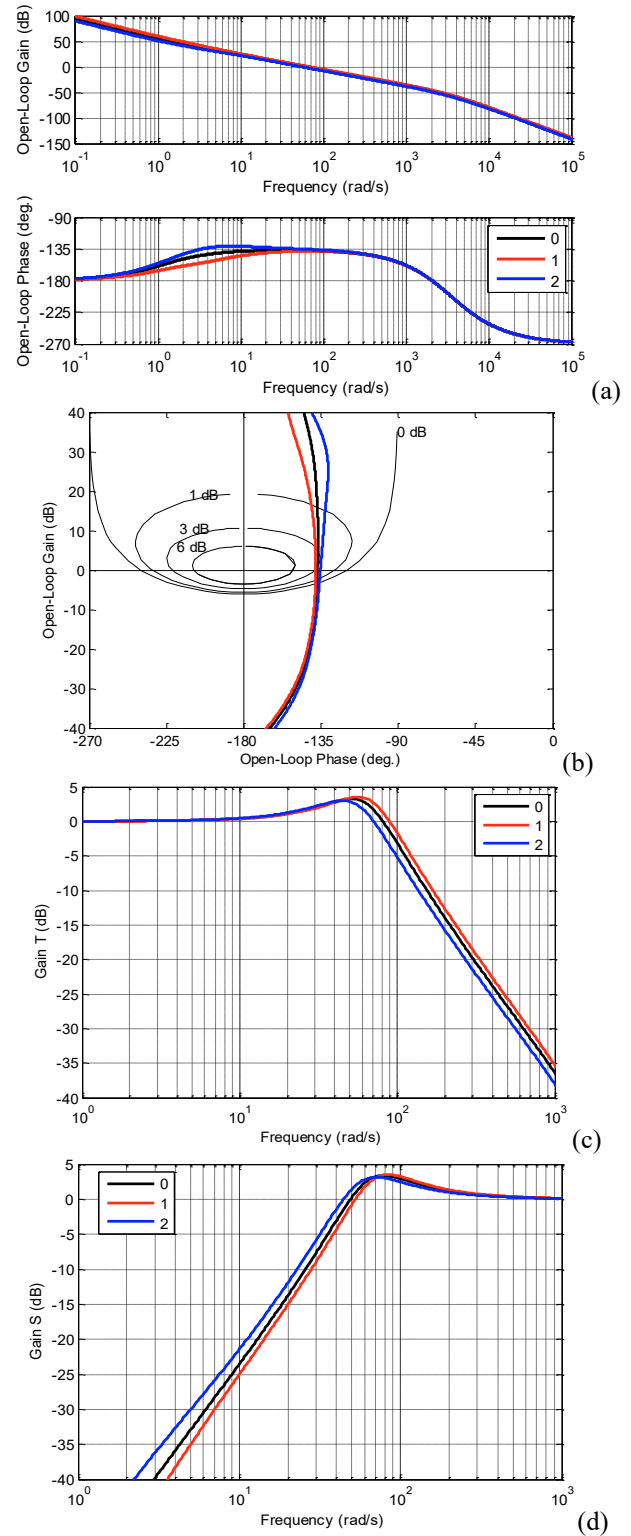 Open-Loop Gain (dB)
100
50
0
-50
-100
-150
10^-1 10^0 10^1 10^2 10^3 10^4 10^5
Frequency (rad/s)
Open-Loop Phase (deg.)
-90
-135
-180
-225
-270
0
1
2
10^-1 10^0 10^1 10^2 10^3 10^4 10^5
Frequency (rad/s)
(a)
Open-Loop Gain (dB)
40
30
20
10
0
-10
-20
-30
-40
0 dB
1 dB
3 dB
6 dB
-270 -225 -180 -135 -90 -45 0
Open-Loop Phase (deg.)
(b)
Gain T (dB)
5
0
-5
-10
-15
-20
-25
-30
-35
-40
0
1
2
10^0 10^1 10^2 10^3
Frequency (rad/s)
(c)
Gain S (dB)
5
0
-5
-10
-15
-20
-25
-30
-35
-40
0
1
2
10^0 10^1 10^2 10^3
Frequency (rad/s)
(d)